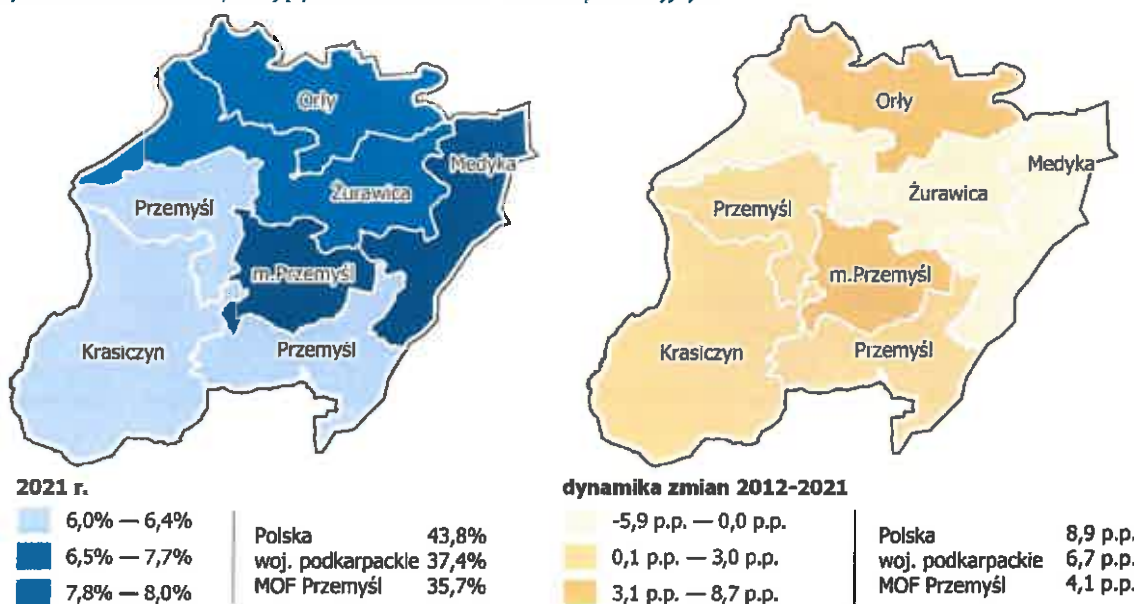 Orły
Medyka
Żurawica
Przemyśl
m.Przemyśl
Krasiczyn
Przemyśl
Orły
Medyka
Żurawica
Przemyśl
m.Przemyśl
Krasiczyn
Przemyśl
2021 r.
6,0% — 6,4%
6,5% — 7,7%
7,8% — 8,0%
Polska 43,8%
woj. podkarpackie 37,4%
MOF Przemyśl 35,7%
dynamika zmian 2012-2021
-5,9 p.p. — 0,0 p.p.
0,1 p.p. — 3,0 p.p.
3,1 p.p. — 8,7 p.p.
Polska 8,9 p.p.
woj. podkarpackie 6,7 p.p.
MOF Przemyśl 4,1 p.p.